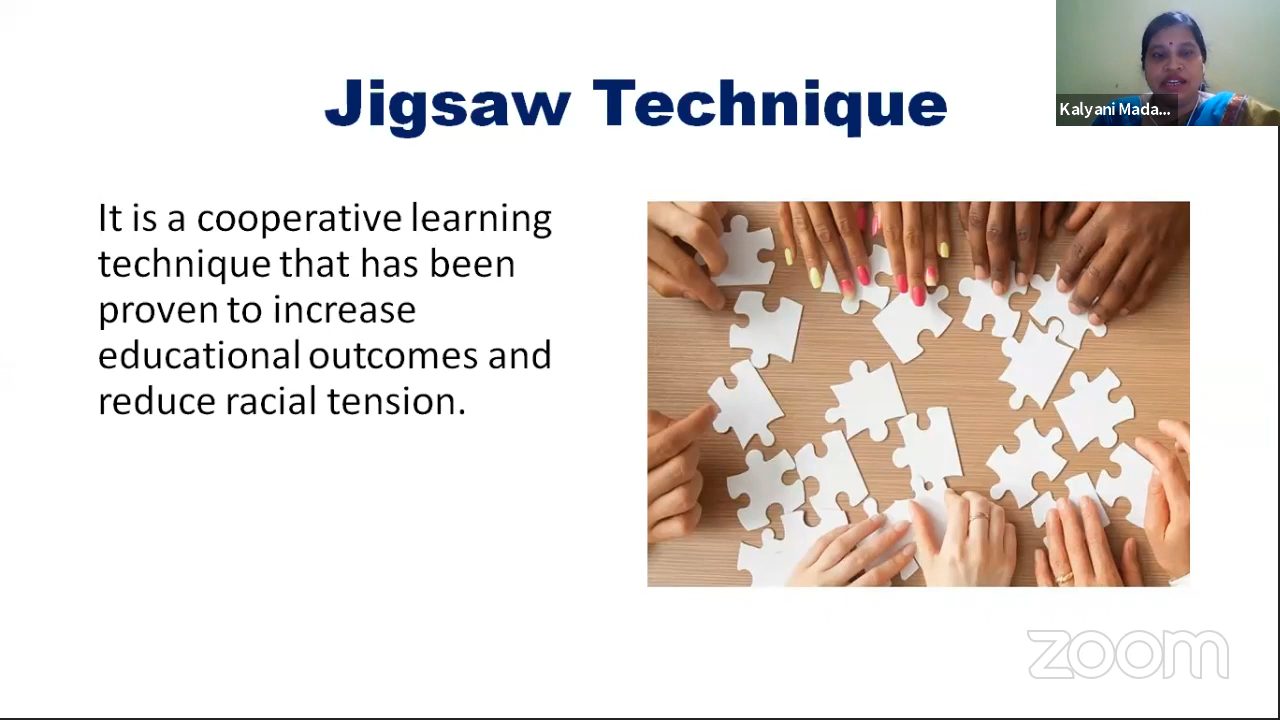 Jigsaw Technique
Kalyani Mada...
It is a cooperative learning
technique that has been
proven to increase
educational outcomes and
reduce racial tension.
zoom